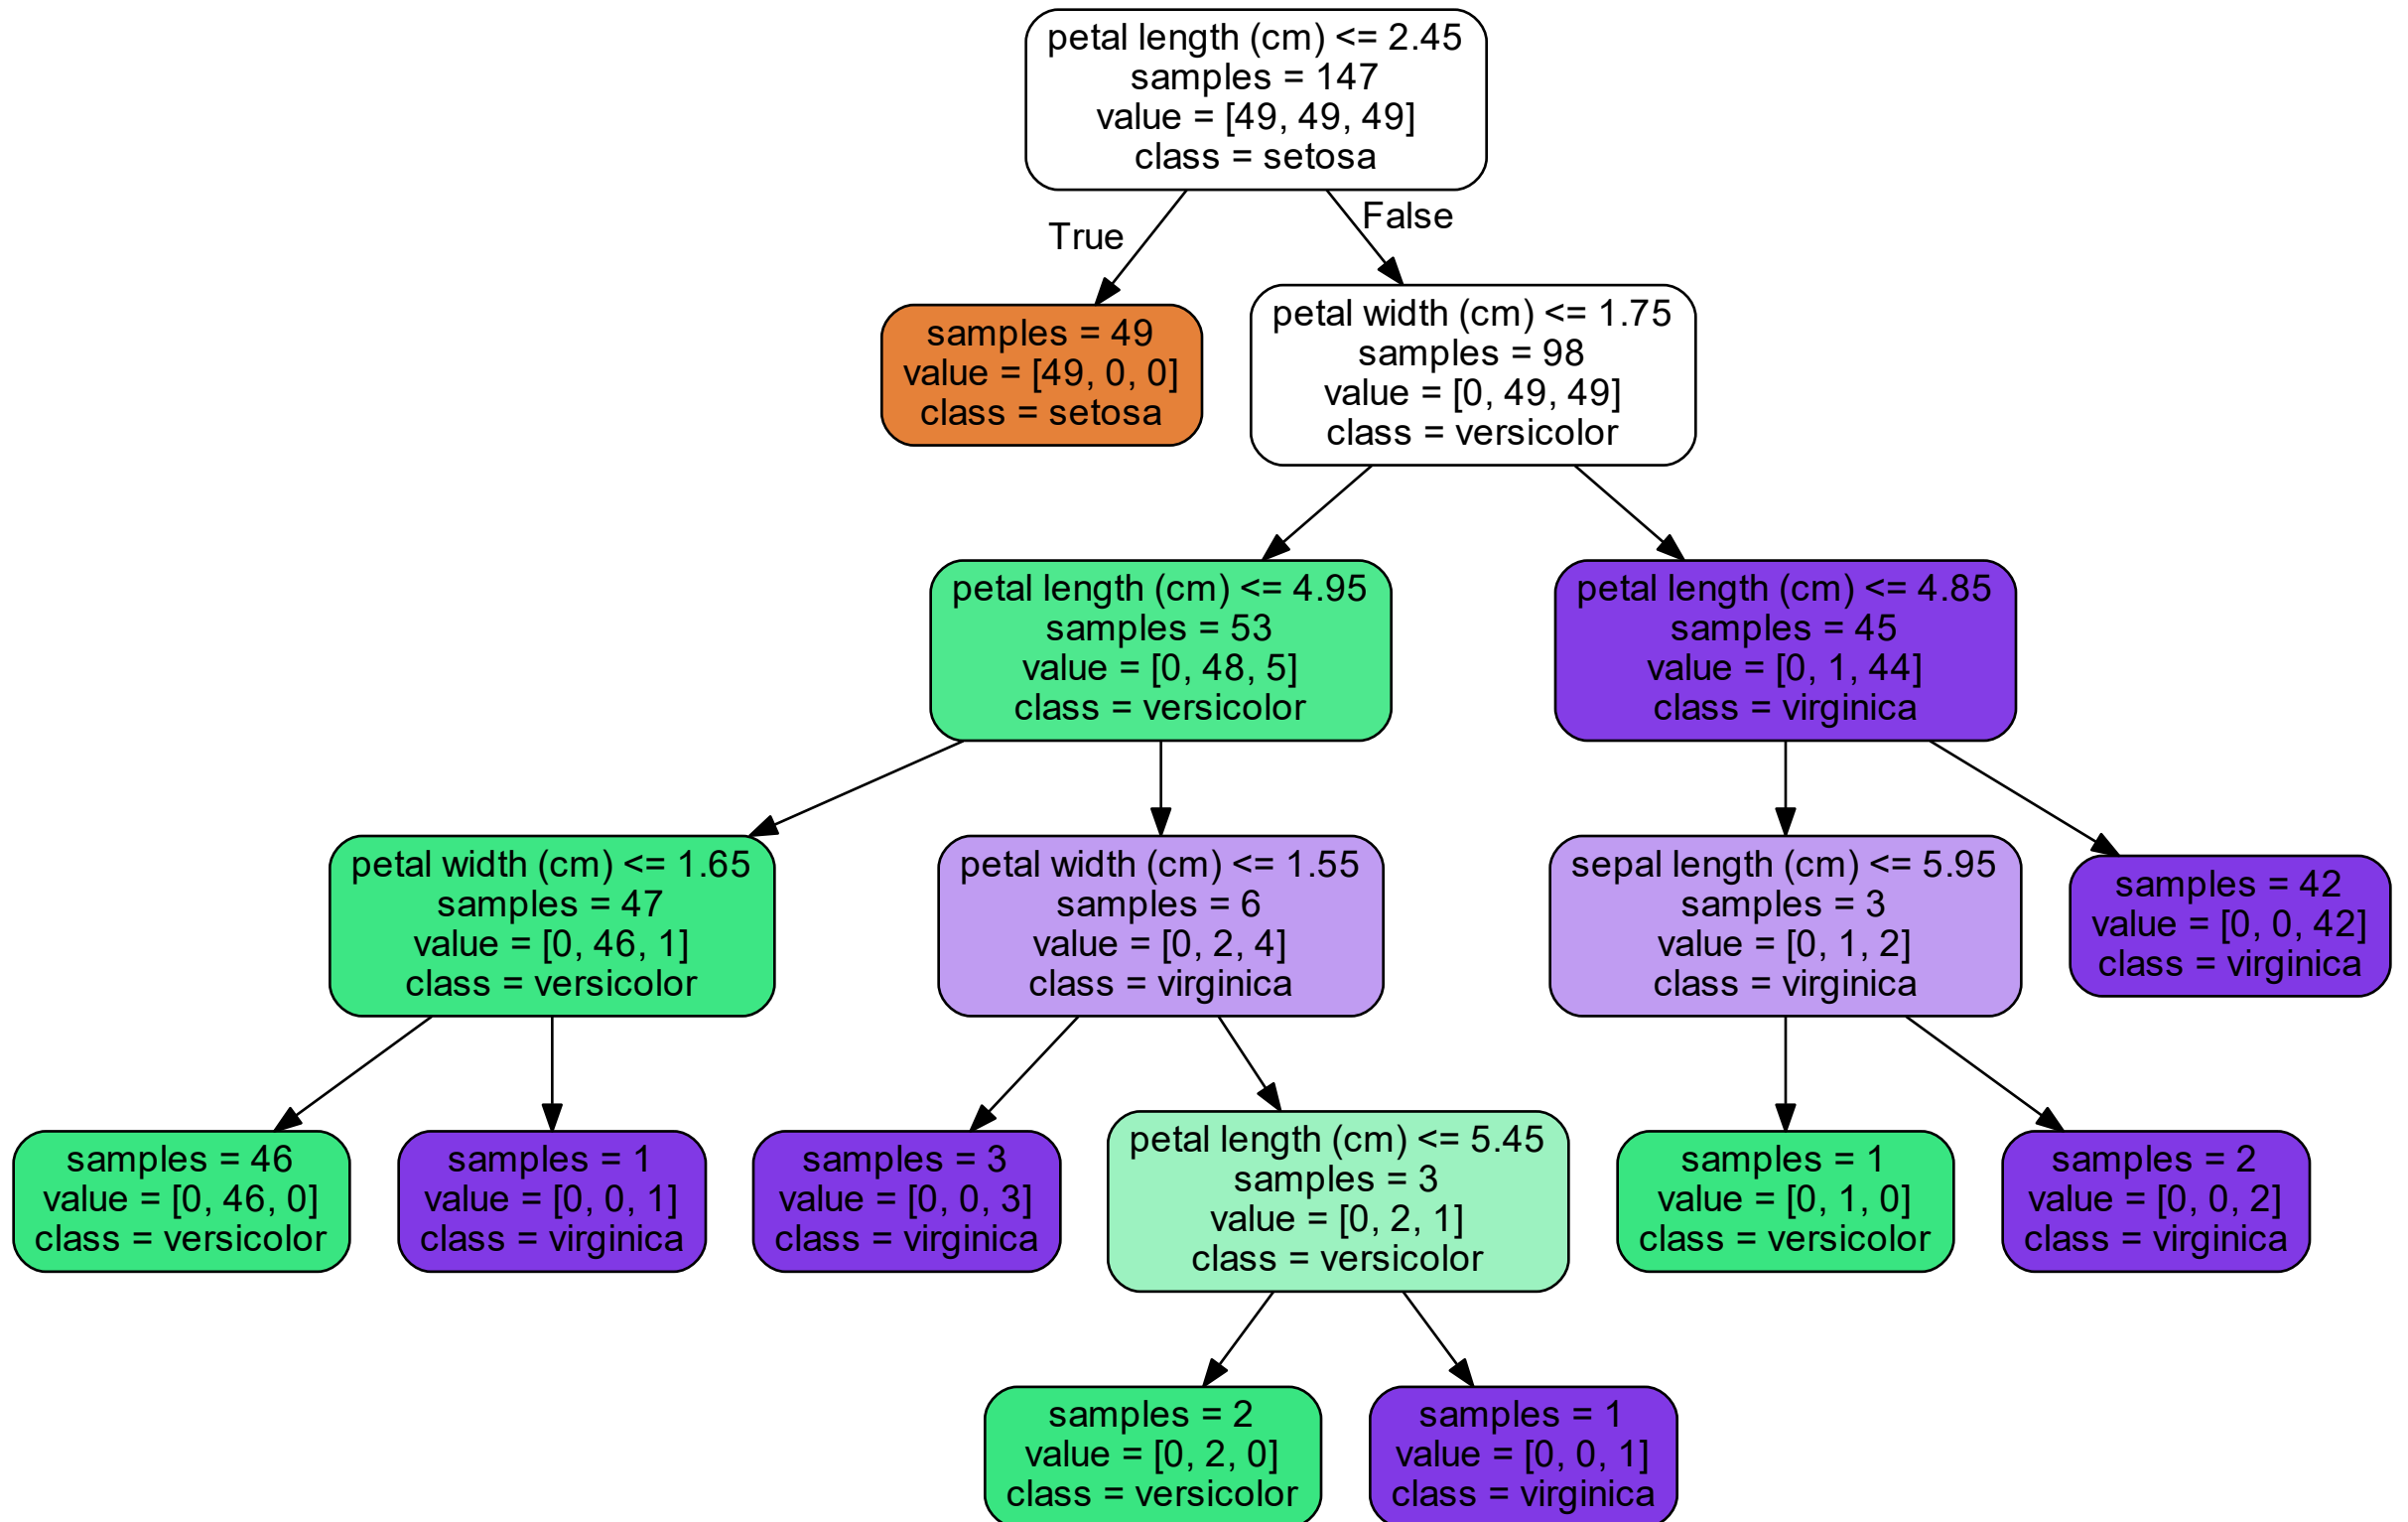 petal length (cm) <= 2.45
samples = 147
value = [49, 49, 49]
class = setosa
True
False
samples = 49
value = [49, 0, 0]
class = setosa
petal width (cm) <= 1.75
samples = 98
value = [0, 49, 49]
class = versicolor
petal length (cm) <= 4.95
samples = 53
value = [0, 48, 5]
class = versicolor
petal length (cm) <= 4.85
samples = 45
value = [0, 1, 44]
class = virginica
petal width (cm) <= 1.65
samples = 47
value = [0, 46, 1]
class = versicolor
petal width (cm) <= 1.55
samples = 6
value = [0, 2, 4]
class = virginica
sepal length (cm) <= 5.95
samples = 3
value = [0, 1, 2]
class = virginica
samples = 42
value = [0, 0, 42]
class = virginica
samples = 46
value = [0, 46, 0]
class = versicolor
samples = 1
value = [0, 0, 1]
class = virginica
samples = 3
value = [0, 0, 3]
class = virginica
petal length (cm) <= 5.45
samples = 3
value = [0, 2, 1]
class = versicolor
samples = 1
value = [0, 1, 0]
class = versicolor
samples = 2
value = [0, 0, 2]
class = virginica
samples = 2
value = [0, 2, 0]
class = versicolor
samples = 1
value = [0, 0, 1]
class = virginica